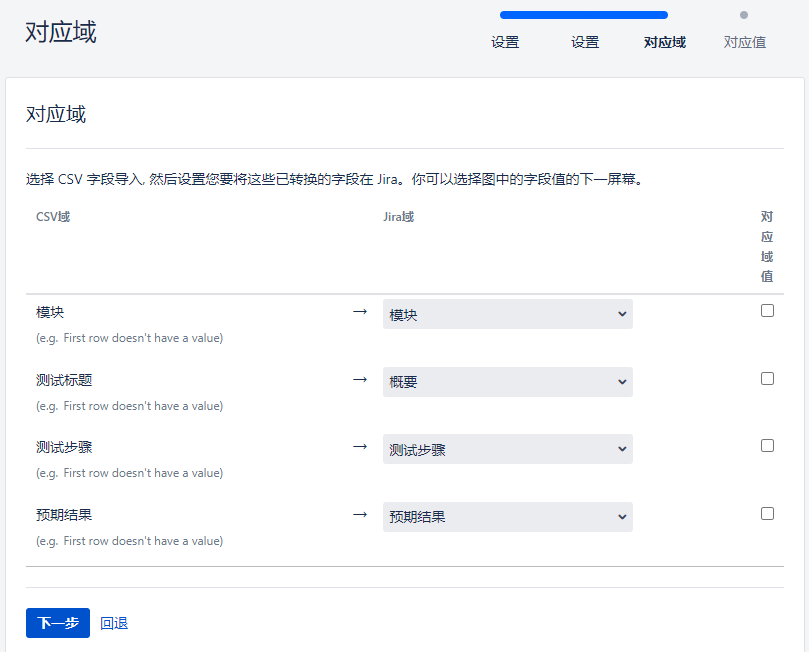 对应域
设置
设置
对应域
对应值
对应域
选择 CSV 字段导入, 然后设置您要将这些已转换的字段在 Jira。你可以选择图中的字段值的下一屏幕。
CSV域
Jira域
对
应
域
值
模块
→
模块
(e.g. First row doesn't have a value)
测试标题
→
概要
(e.g. First row doesn't have a value)
测试步骤
→
测试步骤
(e.g. First row doesn't have a value)
预期结果
→
预期结果
(e.g. First row doesn't have a value)
下一步
回退